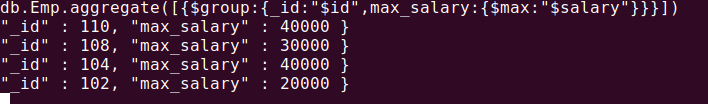 db.Emp.aggregate([{$group:{_id:"$id",max_salary:{$max:"$salary"}}}])
"_id" : 110, "max_salary" : 40000 }
"_id" : 108, "max_salary" : 30000 }
"_id" : 104, "max_salary" : 40000 }
"_id" : 102, "max_salary" : 20000 }